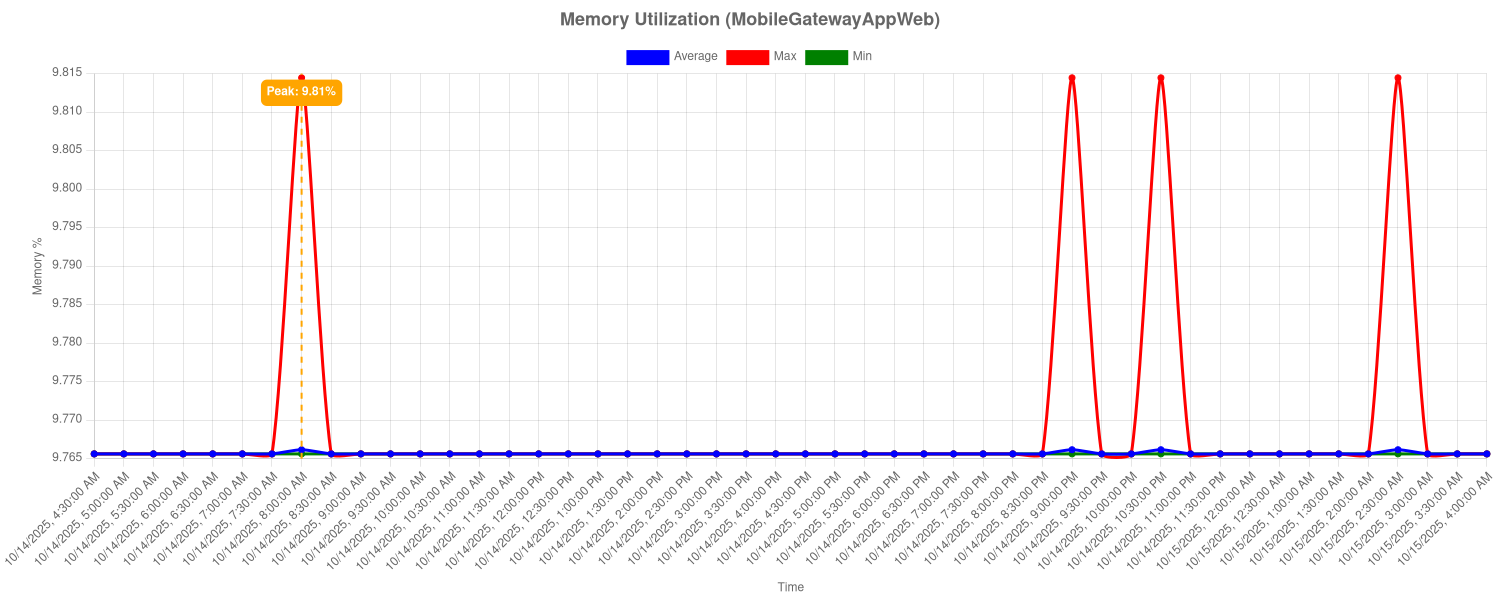 Memory Utilization (MobileGatewayAppWeb)
Average Max Min
9.815
Peak: 9.81%
9.810
9.805
9.800
9.795
9.790
9.785
9.780
9.775
9.770
9.765
Memory %
10/14/2025, 4:30:00 AM
10/14/2025, 5:00:00 AM
10/14/2025, 5:30:00 AM
10/14/2025, 6:00:00 AM
10/14/2025, 6:30:00 AM
10/14/2025, 7:00:00 AM
10/14/2025, 7:30:00 AM
10/14/2025, 8:00:00 AM
10/14/2025, 8:30:00 AM
10/14/2025, 9:00:00 AM
10/14/2025, 9:30:00 AM
10/14/2025, 10:00:00 AM
10/14/2025, 10:30:00 AM
10/14/2025, 11:00:00 AM
10/14/2025, 11:30:00 AM
10/14/2025, 12:00:00 PM
10/14/2025, 12:30:00 PM
10/14/2025, 1:00:00 PM
10/14/2025, 1:30:00 PM
10/14/2025, 2:00:00 PM
10/14/2025, 2:30:00 PM
10/14/2025, 3:00:00 PM
10/14/2025, 3:30:00 PM
10/14/2025, 4:00:00 PM
10/14/2025, 4:30:00 PM
10/14/2025, 5:00:00 PM
10/14/2025, 5:30:00 PM
10/14/2025, 6:00:00 PM
10/14/2025, 6:30:00 PM
10/14/2025, 7:00:00 PM
10/14/2025, 7:30:00 PM
10/14/2025, 8:00:00 PM
10/14/2025, 8:30:00 PM
10/14/2025, 9:00:00 PM
10/14/2025, 9:30:00 PM
10/14/2025, 10:00:00 PM
10/14/2025, 10:30:00 PM
10/14/2025, 11:00:00 PM
10/14/2025, 11:30:00 PM
10/15/2025, 12:00:00 AM
10/15/2025, 12:30:00 AM
10/15/2025, 1:00:00 AM
10/15/2025, 1:30:00 AM
10/15/2025, 2:00:00 AM
10/15/2025, 2:30:00 AM
10/15/2025, 3:00:00 AM
10/15/2025, 3:30:00 AM
10/15/2025, 4:00:00 AM
Time